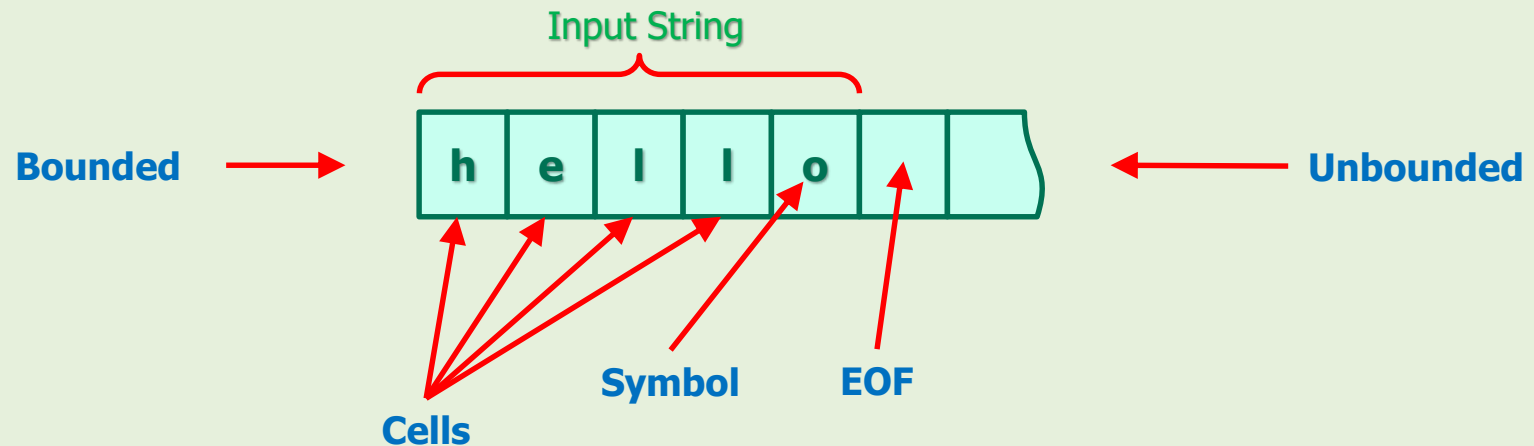 Input String
Bounded
h e l l o
Unbounded
Symbol
EOF
Cells